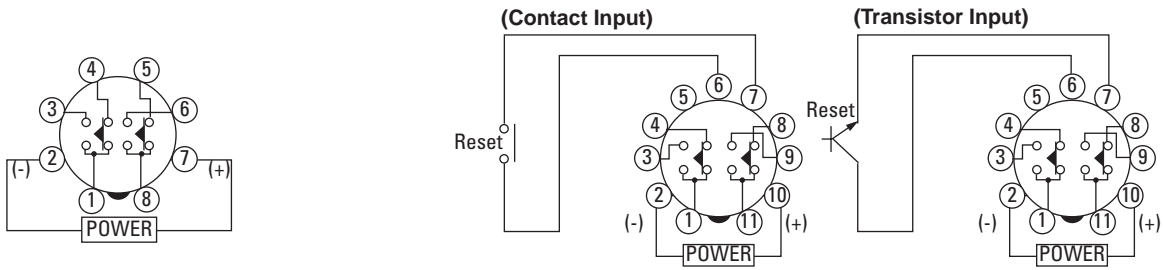 (Contact Input)
(Transistor Input)
4 5
3 6
2 7
(-) (+)
1 8
POWER
Reset
6
5 7
4 8
3 9
2 10
(-) (+)
1 11
POWER
Reset
6
5 7
4 8
3 9
2 10
(-) (+)
1 11
POWER